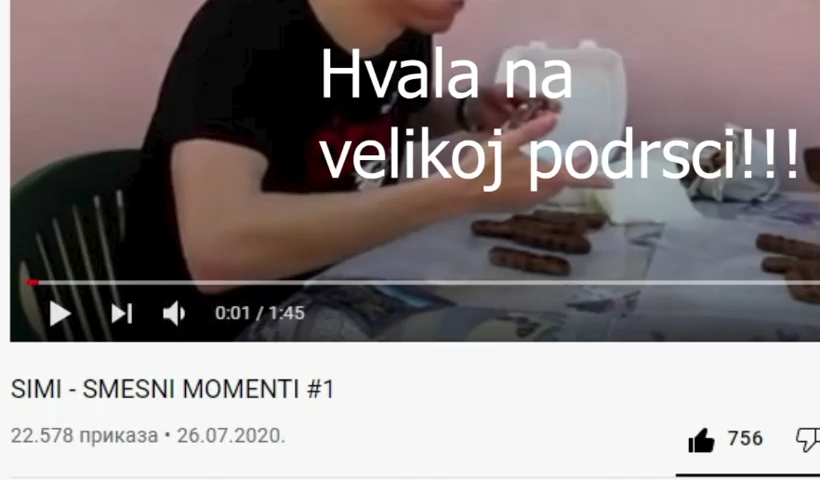 Hvala na
velikoj podrsci!!!
0:01 / 1:45
SIMI - SMESNI MOMENTI #1
22.578 приказа • 26.07.2020.
756